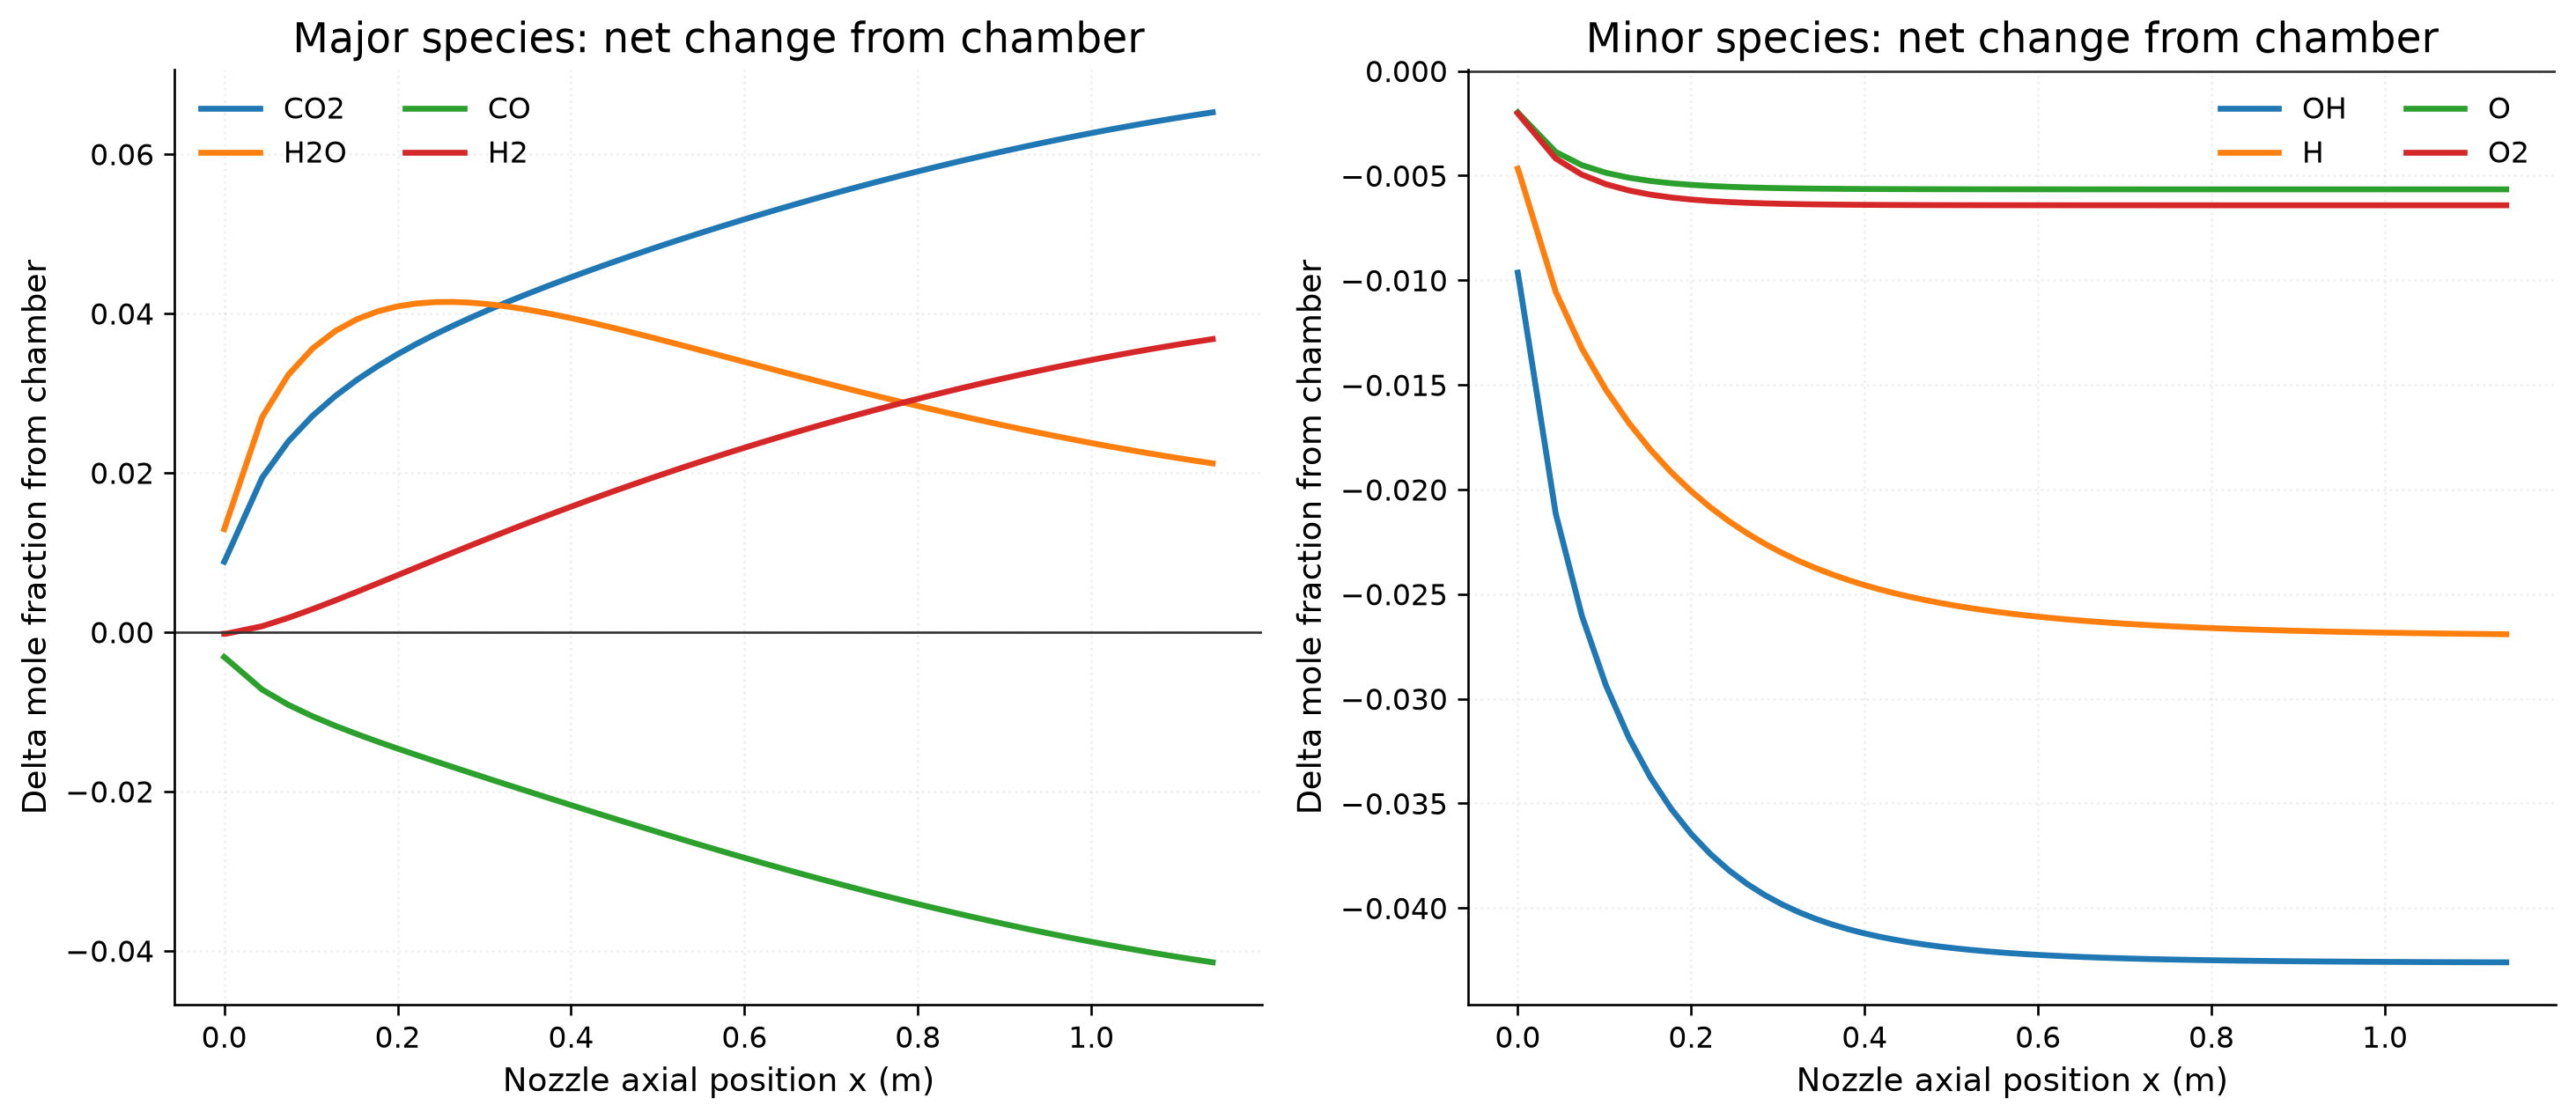 Major species: net change from chamber
CO2 CO
H2O H2
0.06
0.04
0.02
0.00
−0.02
−0.04
Delta mole fraction from chamber
0.0 0.2 0.4 0.6 0.8 1.0
Nozzle axial position x (m)
Minor species: net change from chamber
OH O
H O2
0.000
−0.005
−0.010
−0.015
−0.020
−0.025
−0.030
−0.035
−0.040
Delta mole fraction from chamber
0.0 0.2 0.4 0.6 0.8 1.0
Nozzle axial position x (m)